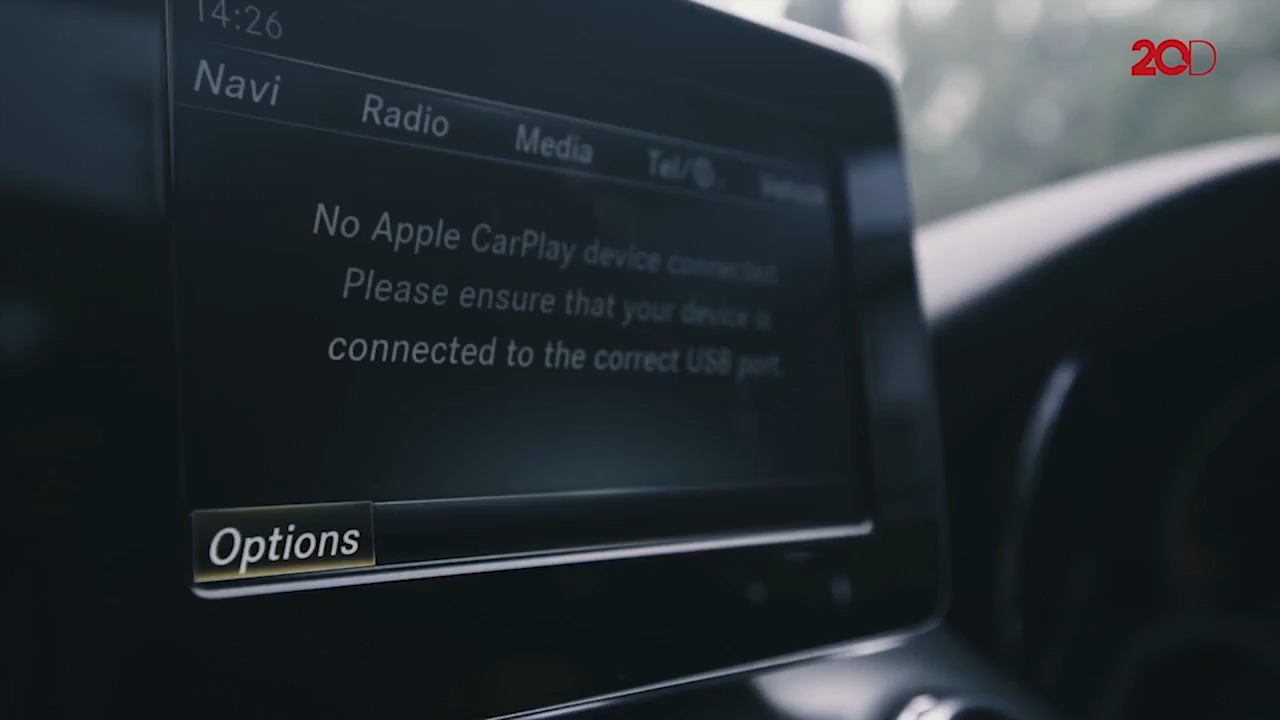 14:26
20D
Navi Radio Media Tel/
No Apple CarPlay device connected.
Please ensure that your device is
connected to the correct USB port.
Options